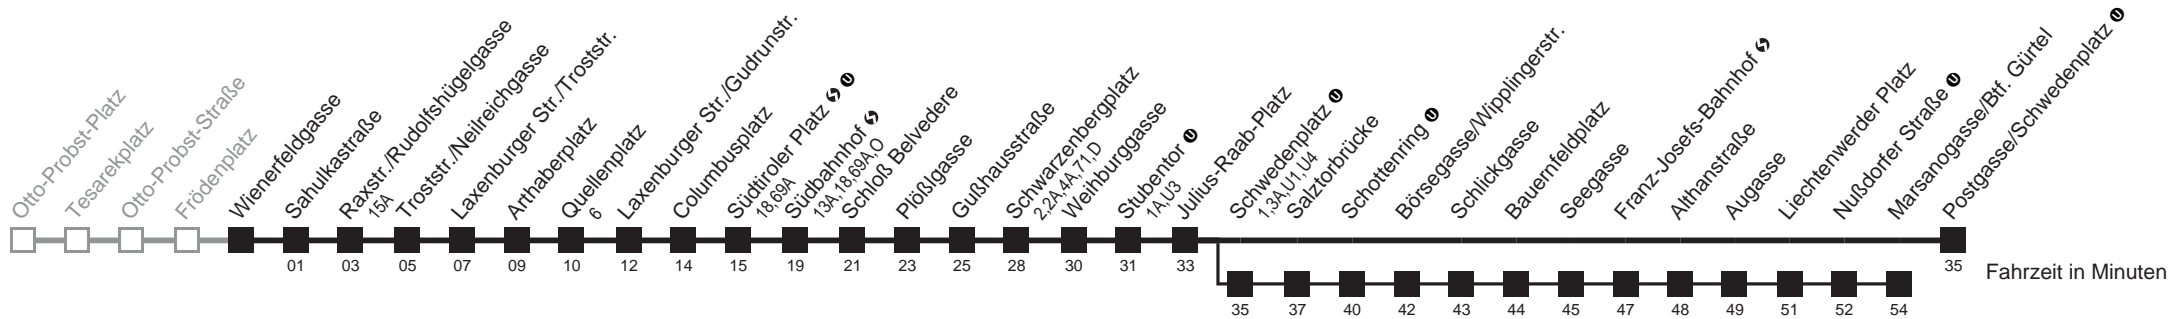 Otto-Probst-Platz
Tesarekplatz
Otto-Probst-Straße
Frödenplatz
Wienerfeldgasse
Sahulkastraße
Raxstr./Rudolfshügelgasse
15A
Troststr./Neilreichgasse
Laxenburger Str./Troststr.
Arthaberplatz
Quellenplatz
6
Laxenburger Str./Gudrunstr.
Columbusplatz
Südtiroler Platz U
18,69A
Südbahnhof
13A,18,69A,O
Schloß Belvedere
Plößlgasse
Gußhausstraße
Schwarzenbergplatz
2,2A,4A,71,D
Weihburggasse
Stubentor U
1A,U3
Julius-Raab-Platz
Schwedenplatz U
1,3A,U1,U4
Salztorbrücke
Schottenring U
Börsegasse/Wipplingerstr.
Schlickgasse
Bauernfeldplatz
Seegasse
Franz-Josefs-Bahnhof
Althanstraße
Augasse
Liechtenwerder Platz
Nußdorfer Straße U
Marsanogasse/Btf. Gürtel
Postgasse/Schwedenplatz U
01 03 05 07 09 10 12 14 15 19 21 23 25 28 30 31 33 35
Fahrzeit in Minuten
35 37 40 42 43 44 45 47 48 49 51 52 54